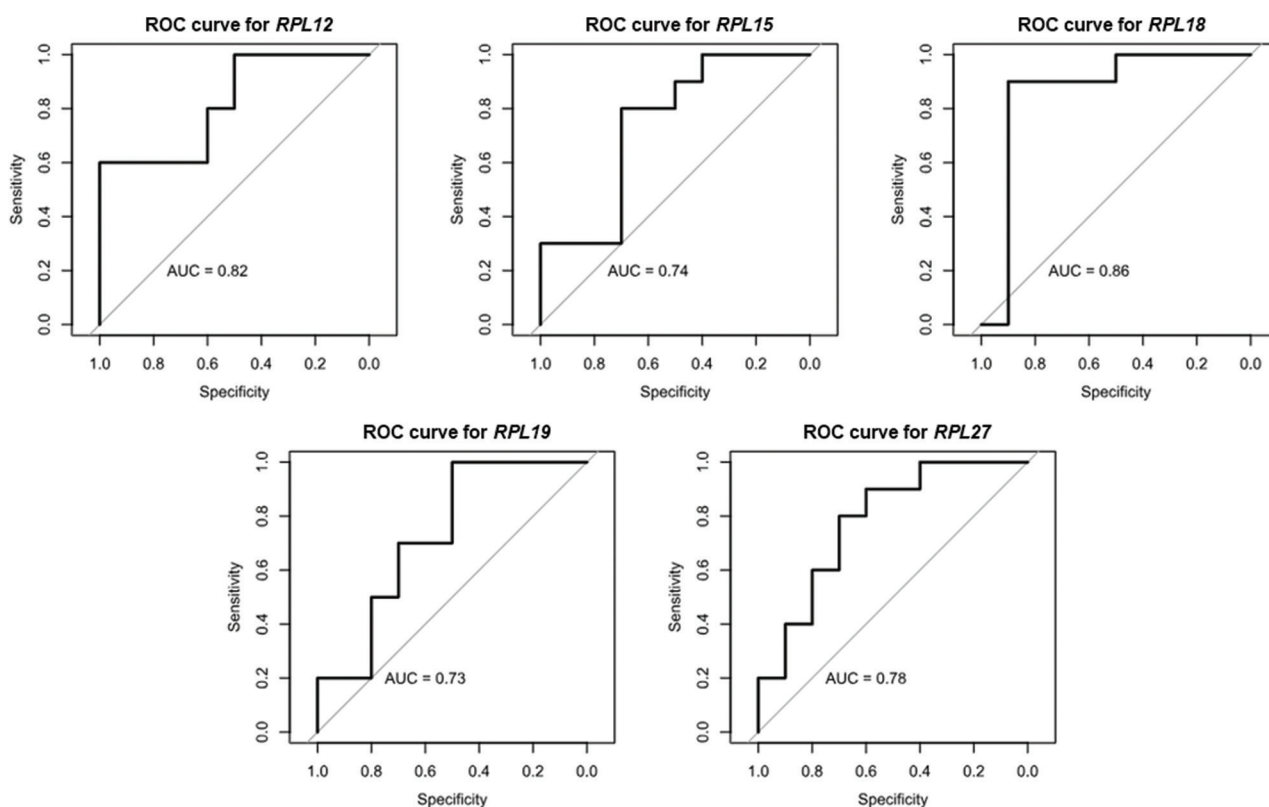 ROC curve for RPL12
1.0
0.8
0.6
0.4
0.2
0.0
Sensitivity
AUC = 0.82
1.0 0.8 0.6 0.4 0.2 0.0
Specificity
ROC curve for RPL15
1.0
0.8
0.6
0.4
0.2
0.0
Sensitivity
AUC = 0.74
1.0 0.8 0.6 0.4 0.2 0.0
Specificity
ROC curve for RPL18
1.0
0.8
0.6
0.4
0.2
0.0
Sensitivity
AUC = 0.86
1.0 0.8 0.6 0.4 0.2 0.0
Specificity
ROC curve for RPL19
1.0
0.8
0.6
0.4
0.2
0.0
Sensitivity
AUC = 0.73
1.0 0.8 0.6 0.4 0.2 0.0
Specificity
ROC curve for RPL27
1.0
0.8
0.6
0.4
0.2
0.0
Sensitivity
AUC = 0.78
1.0 0.8 0.6 0.4 0.2 0.0
Specificity